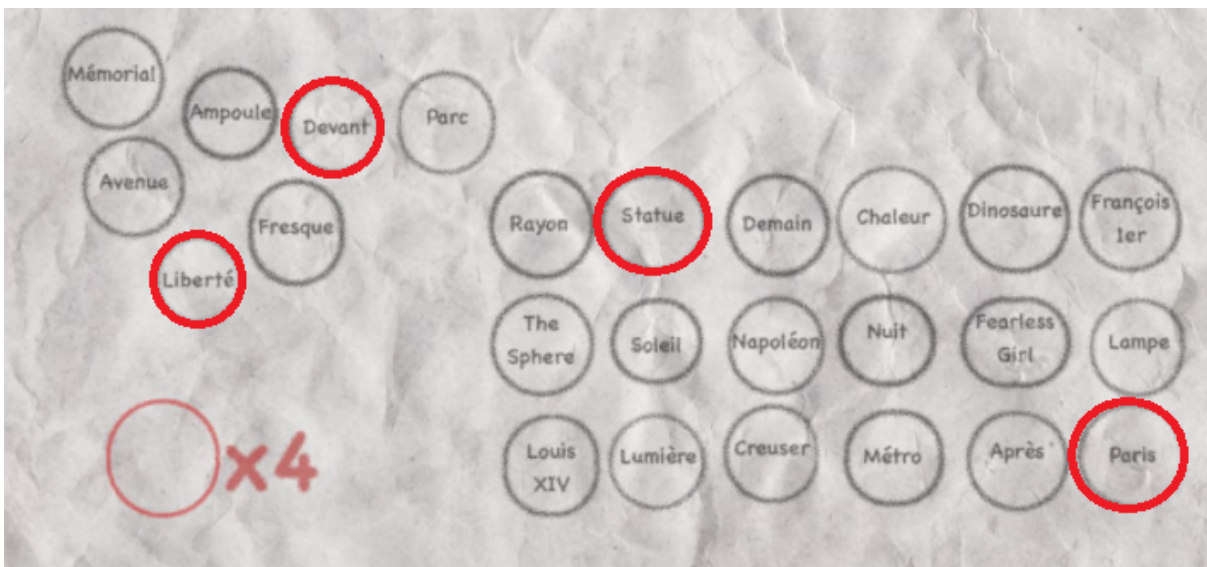 Mémorial
Ampoule
Devant
Parc
Avenue
Fresque
Liberté
Rayon
Statue
Demain
Chaleur
Dinosaure
François
1er
The
Sphere
Soleil
Napoléon
Nuit
Fearless
Girl
Lampe
Louis
XIV
Lumière
Creuser
Métro
Après
Paris
x4